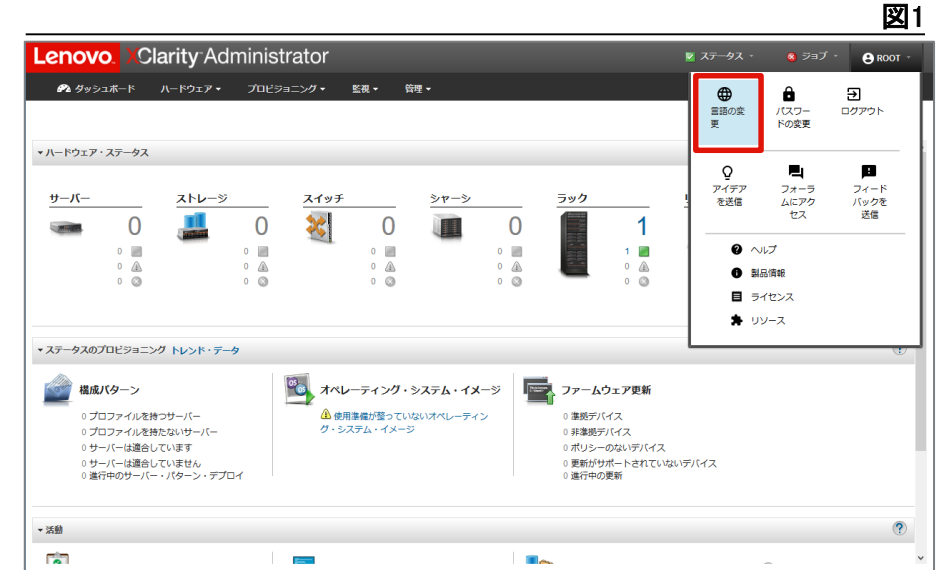 図1
Lenovo. XClarity Administrator
ステータス
ジョブ
ROOT
ダッシュボード
ハードウェア
プロビジョニング
監視
管理
言語の変
更
パスワー
ドの変更
ログアウト
アイデア
を送信
フォーラ
ムにアク
セス
フィード
バックを
送信
ヘルプ
製品情報
ライセンス
リソース
ハードウェア・ステータス
サーバー
0
0
0
0
ストレージ
0
0
0
0
スイッチ
0
0
0
0
シャーシ
0
0
0
0
ラック
1
1
0
0
ステータスのプロビジョニング トレンド・データ
?
構成パターン
0 プロファイルを持つサーバー
0 プロファイルを持たないサーバー
0 サーバーは適合しています
0 サーバーは適合していません
0 進行中のサーバー・パターン・デプロイ
OS
OS
オペレーティング・システム・イメージ
使用準備が整っていないオペレーティン
グ・システム・イメージ
ファームウェア更新
0 準拠デバイス
0 非準拠デバイス
0 ポリシーのないデバイス
0 更新がサポートされていないデバイス
0 進行中の更新
活動
?